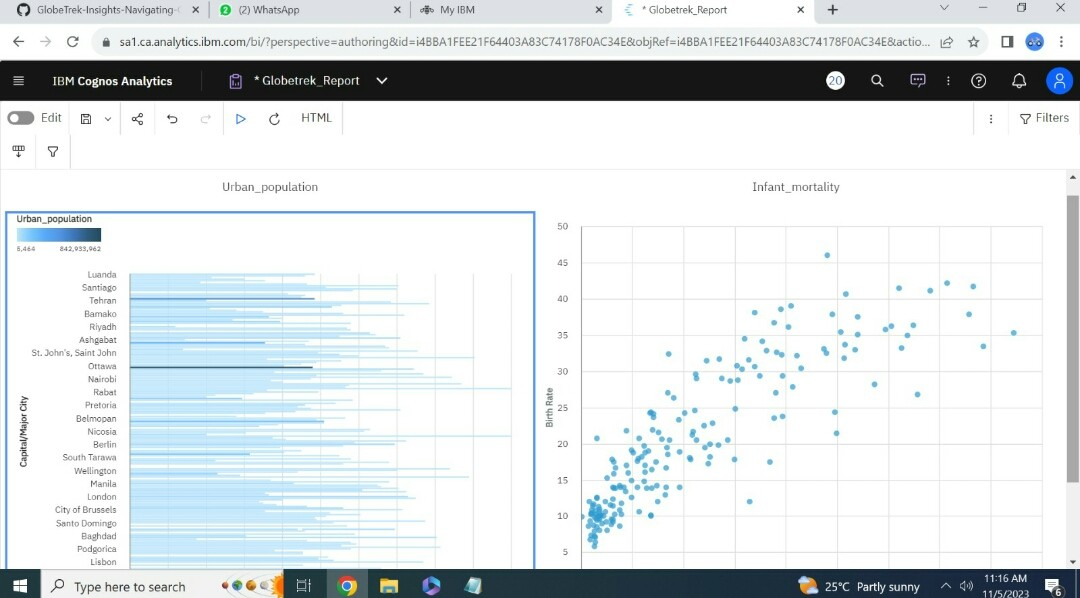 GlobeTrek-Insights-Navigating-
(2) WhatsApp
My IBM
* Globetrek_Report
sa1.ca.analytics.ibm.com/bi/?perspective=authoring&id=i4BBA1FEE21F64403A83C74178F0AC34E&objRef=i4BBA1FEE21F64403A83C74178F0AC34E&actio...
IBM Cognos Analytics
* Globetrek_Report
20
Edit
HTML
Filters
Urban_population
Infant_mortality
Urban_population
5,464 842,933,962
Capital/Major City
Luanda
Santiago
Tehran
Bamako
Riyadh
Ashgabat
St. John's, Saint John
Ottawa
Nairobi
Rabat
Pretoria
Belmopan
Nicosia
Berlin
South Tarawa
Wellington
Manila
London
City of Brussels
Santo Domingo
Baghdad
Podgorica
Lisbon
Birth Rate
50
45
40
35
30
25
20
15
10
5
Type here to search
25°C Partly sunny
11:16 AM
11/5/2023
6